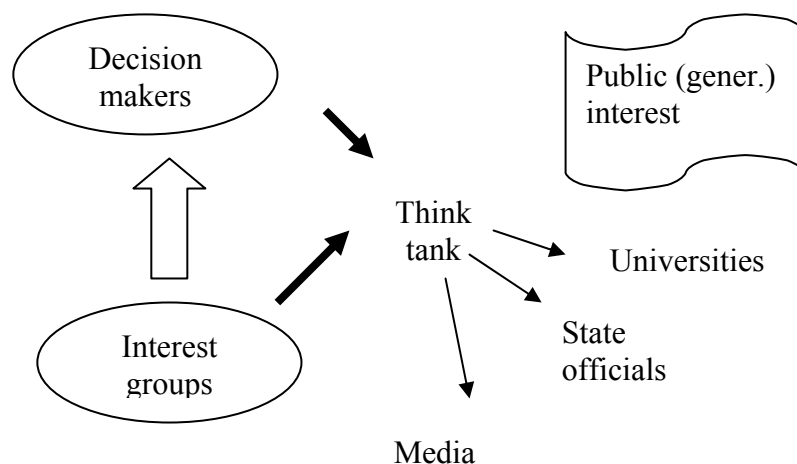 Decision
makers
Public (gener.)
interest
Think
tank
Universities
Interest
groups
State
officials
Media